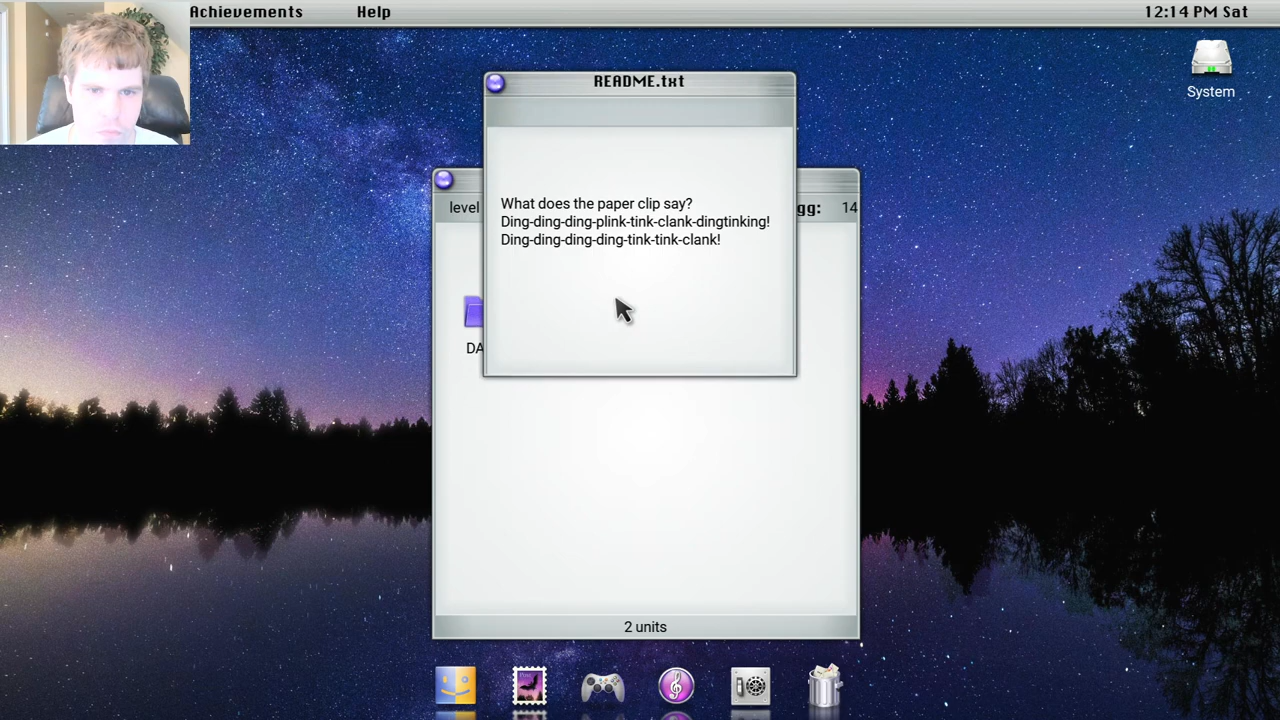 Achievements Help 12:14 PM Sat
System
README.txt
level gg: 14
What does the paper clip say?
Ding-ding-ding-plink-tink-clank-dingtinking!
Ding-ding-ding-ding-tink-tink-clank!
DA
2 units